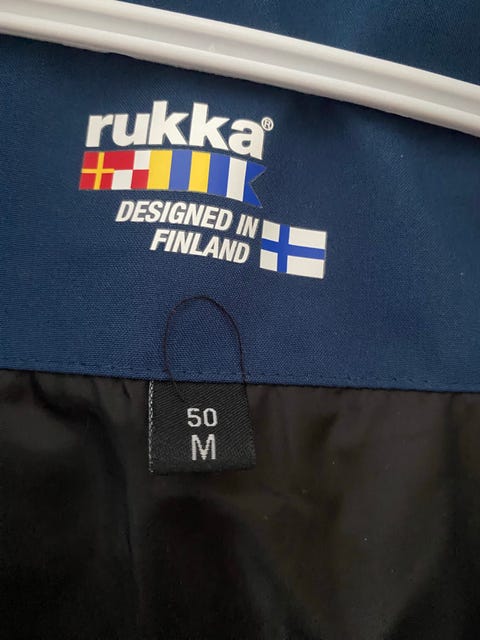 rukka®
DESIGNED IN
FINLAND
50
M